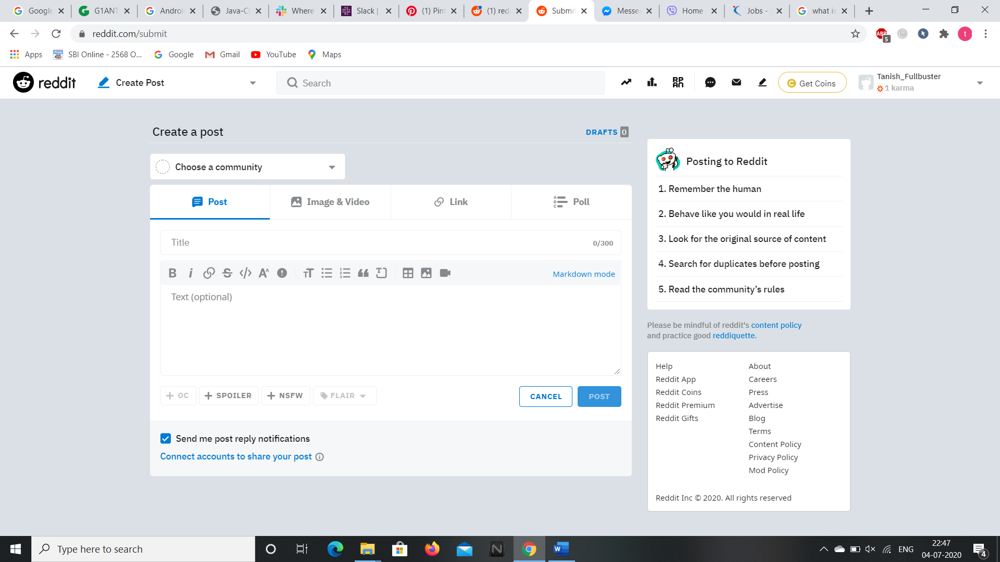 Google
G1ANT
Androi
Java-Cl
Where
Slack |
(1) Pint
(1) red
Submit
Messe
Home
Jobs -
what is
reddit.com/submit
ABP
5
t
Apps
SBI Online - 2568 O...
Google
Gmail
YouTube
Maps
reddit
Create Post
Search
Get Coins
Tanish_Fullbuster
1 karma
Create a post
DRAFTS 0
Choose a community
Post
Image & Video
Link
Poll
Title
0/300
Markdown mode
Text (optional)
OC
SPOILER
NSFW
FLAIR
CANCEL
POST
Send me post reply notifications
Connect accounts to share your post
Posting to Reddit
1. Remember the human
2. Behave like you would in real life
3. Look for the original source of content
4. Search for duplicates before posting
5. Read the community’s rules
Please be mindful of reddit's content policy
and practice good reddiquette.
Help
Reddit App
Reddit Coins
Reddit Premium
Reddit Gifts
About
Careers
Press
Advertise
Blog
Terms
Content Policy
Privacy Policy
Mod Policy
Reddit Inc © 2020. All rights reserved
Type here to search
ENG
22:47
04-07-2020
4